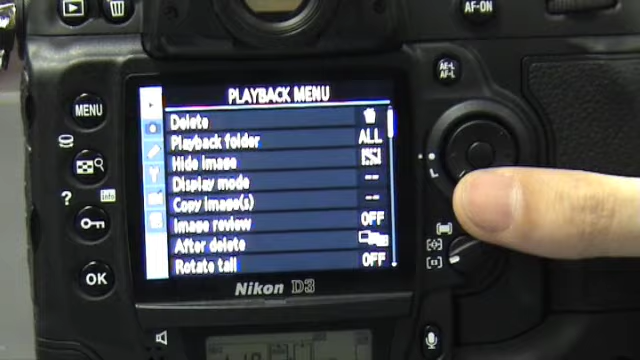 AF-ON
AE-L
AF-L
MENU
PLAYBACK MENU
Delete
Playback folder ALL
Hide image
Display mode --
Copy image(s) --
Image review OFF
After delete
Rotate tall OFF
?
info
L
OK
Nikon D3